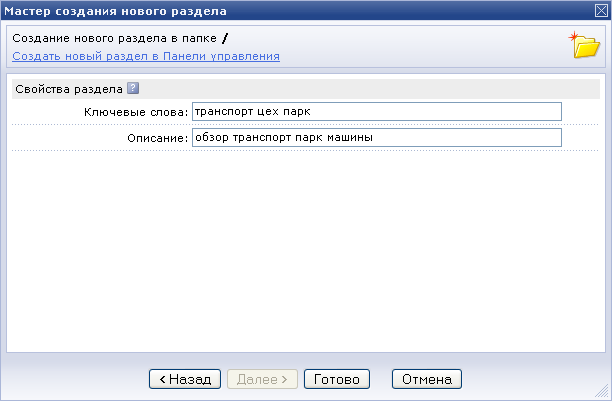 Мастер создания нового раздела
Создание нового раздела в папке /
Создать новый раздел в Панели управления
Свойства раздела ?
Ключевые слова: транспорт цех парк
Описание: обзор транспорт парк машины
< Назад Далее > Готово Отмена